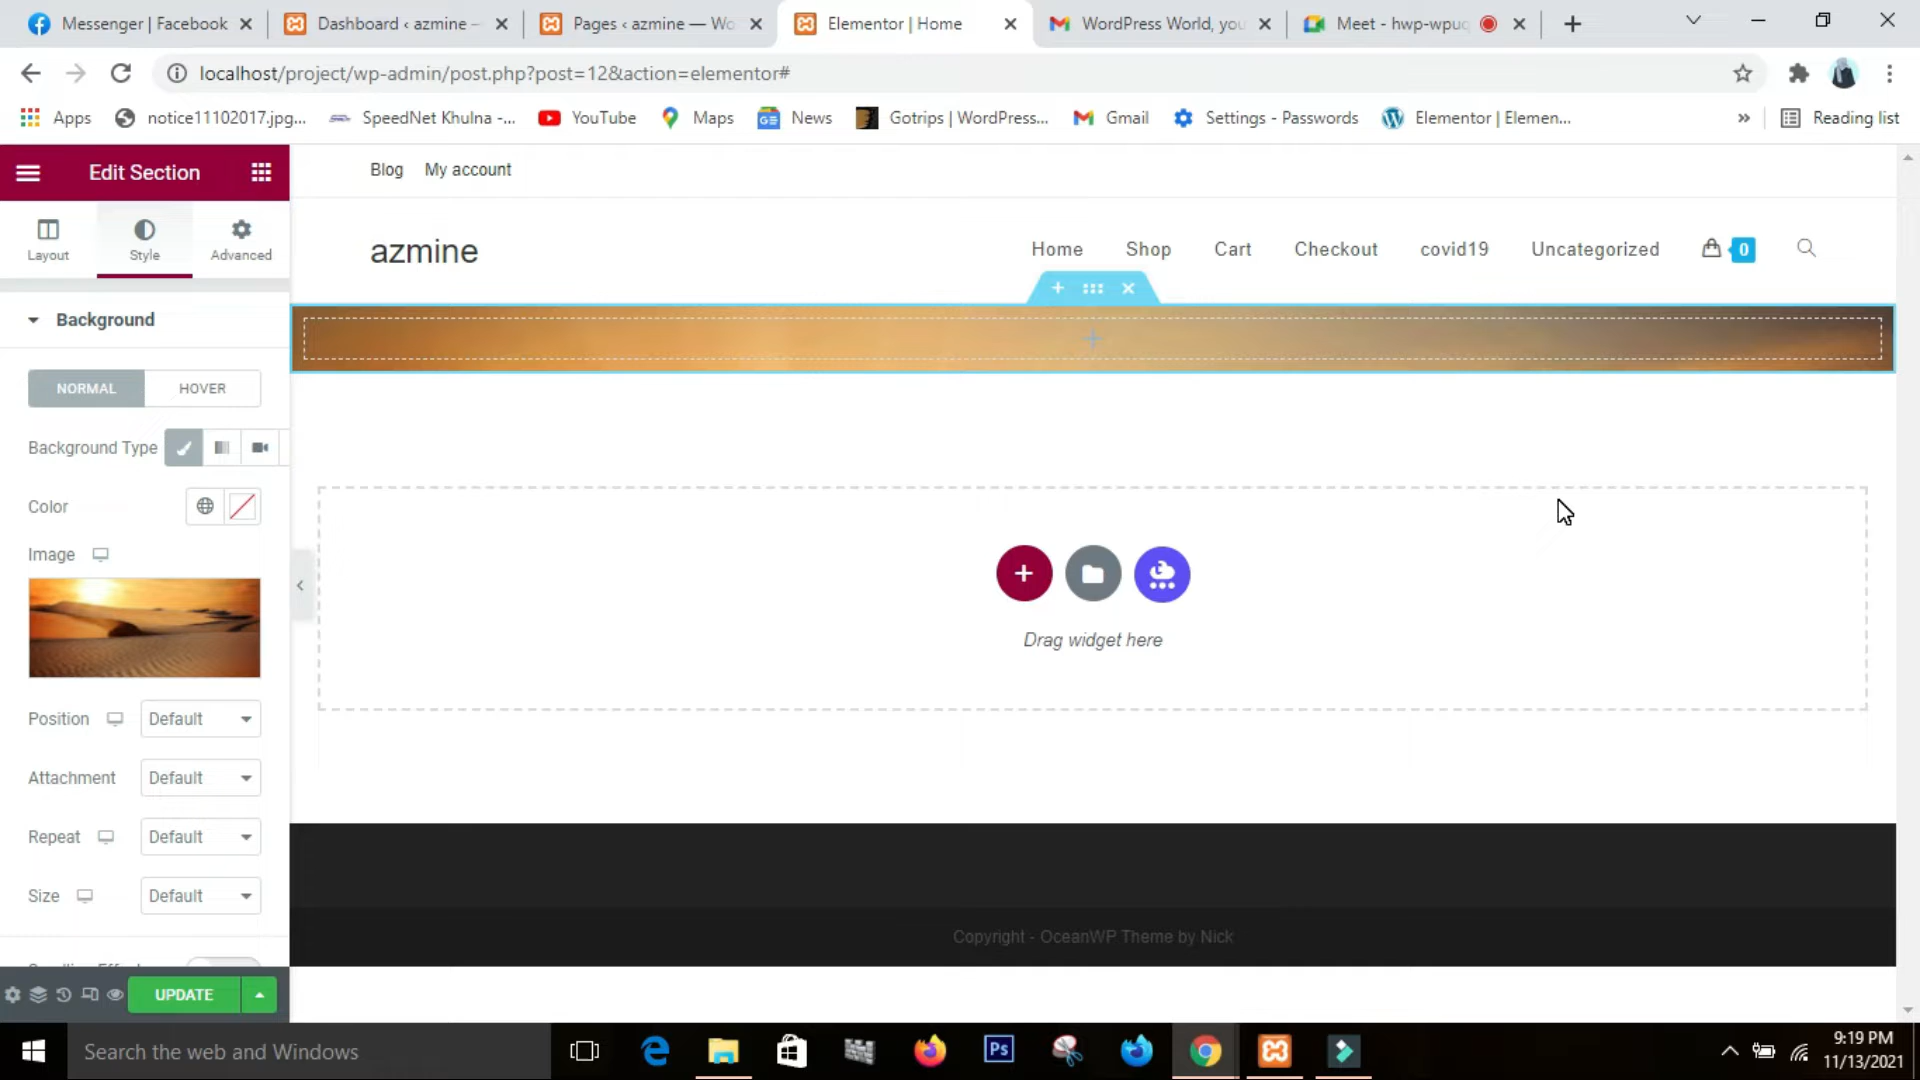 Messenger | Facebook
Dashboard ‹ azmine —
Pages ‹ azmine — Wo
Elementor | Home
WordPress World, you
Meet - hwp-wpuc
localhost/project/wp-admin/post.php?post=12&action=elementor#
Apps
notice11102017.jpg...
SpeedNet Khulna -...
YouTube
Maps
News
Gotrips | WordPress...
Gmail
Settings - Passwords
Elementor | Elemen...
»
Reading list
Edit Section
Blog
My account
Layout
Style
Advanced
azmine
Home
Shop
Cart
Checkout
covid19
Uncategorized
0
Background
NORMAL
HOVER
Background Type
Color
Image
Drag widget here
Position
Default
Attachment
Default
Repeat
Default
Size
Default
Copyright - OceanWP Theme by Nick
UPDATE
Search the web and Windows
Ps
9:19 PM
11/13/2021